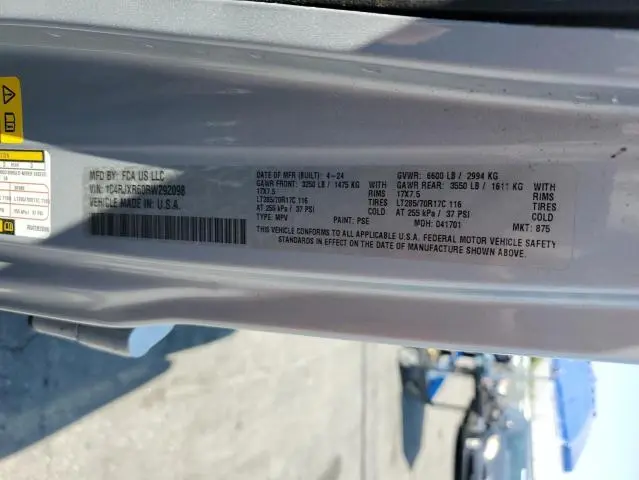 MFD BY: FCA US LLC
VIN: 1C4RJXR60RW292098
VEHICLE MADE IN: U.S.A.
DATE OF MFR (BUILT): 4-24
GAWR FRONT: 3250 LB / 1475 KG WITH
17X7.5 RIMS
LT285/70R17C 116 TIRES
AT 255 kPa / 37 PSI COLD
TYPE: MPV PAINT: PSE
GVWR: 6600 LB / 2994 KG
GAWR REAR: 3550 LB / 1611 KG WITH
17X7.5 RIMS
LT285/70R17C 116 TIRES
AT 255 kPa / 37 PSI COLD
MDH: 041701 MKT: 875
THIS VEHICLE CONFORMS TO ALL APPLICABLE U.S.A. FEDERAL MOTOR VEHICLE SAFETY
STANDARDS IN EFFECT ON THE DATE OF MANUFACTURE SHOWN ABOVE.